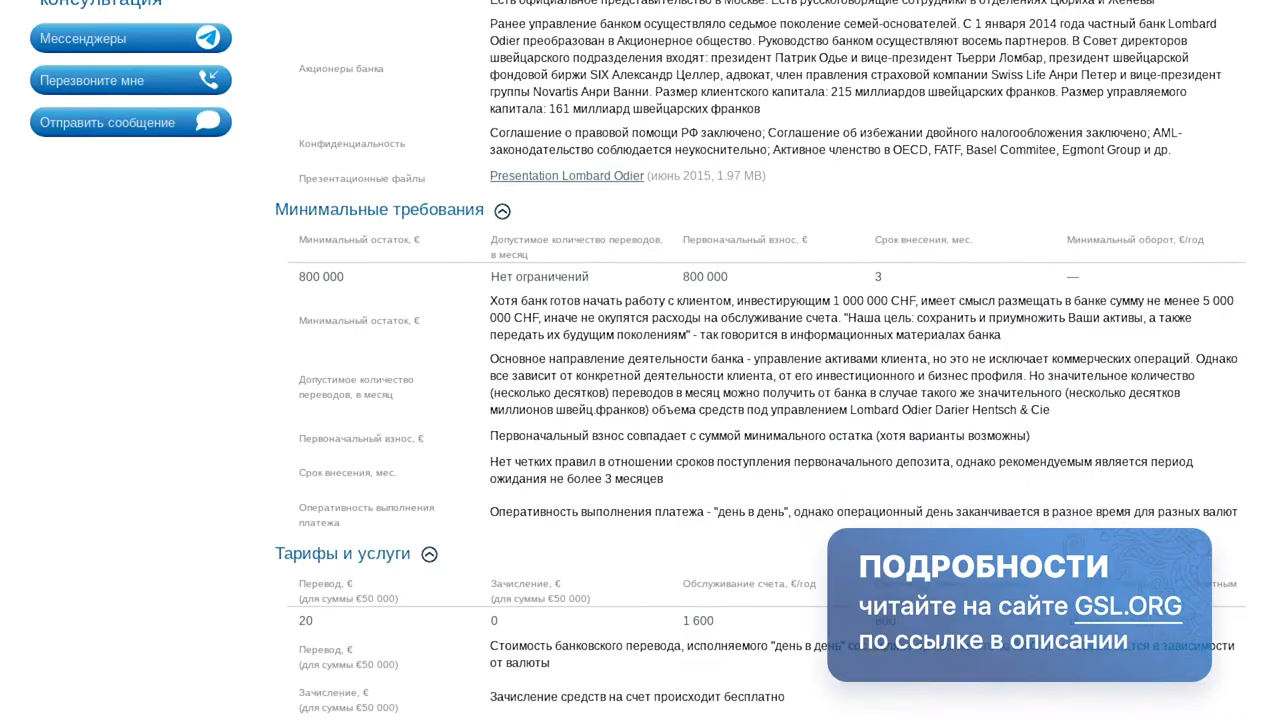 консультация
Мессенджеры
Перезвоните мне
Отправить сообщение
Есть официальное представительство в Москве. Есть русскоговорящие сотрудники в отделениях Цюриха и Женевы
Акционеры банка
Ранее управление банком осуществляло седьмое поколение семей-основателей. С 1 января 2014 года частный банк Lombard
Odier преобразован в Акционерное общество. Руководство банком осуществляют восемь партнеров. В Совет директоров
швейцарского подразделения входят: президент Патрик Одье и вице-президент Тьерри Ломбар, президент швейцарской
фондовой биржи SIX Александр Целлер, адвокат, член правления страховой компании Swiss Life Анри Петер и вице-президент
группы Novartis Анри Ванни. Размер клиентского капитала: 215 миллиардов швейцарских франков. Размер управляемого
капитала: 161 миллиард швейцарских франков
Конфиденциальность
Соглашение о правовой помощи РФ заключено; Соглашение об избежании двойного налогообложения заключено; AML-
законодательство соблюдается неукоснительно; Активное членство в OECD, FATF, Basel Commitee, Egmont Group и др.
Презентационные файлы
Presentation Lombard Odier (июнь 2015, 1.97 MB)
Минимальные требования
Минимальный остаток, €
Допустимое количество переводов,
в месяц
Первоначальный взнос, €
Срок внесения, мес.
Минимальный оборот, €/год
800 000
Нет ограничений
800 000
3
—
Минимальный остаток, €
Хотя банк готов начать работу с клиентом, инвестирующим 1 000 000 CHF, имеет смысл размещать в банке сумму не менее 5 000
000 CHF, иначе не окупятся расходы на обслуживание счета. "Наша цель: сохранить и приумножить Ваши активы, а также
передать их будущим поколениям" - так говорится в информационных материалах банка
Допустимое количество
переводов, в месяц
Основное направление деятельности банка - управление активами клиента, но это не исключает коммерческих операций. Однако
все зависит от конкретной деятельности клиента, от его инвестиционного и бизнес профиля. Но значительное количество
(несколько десятков) переводов в месяц можно получить от банка в случае такого же значительного (несколько десятков
миллионов швейц.франков) объема средств под управлением Lombard Odier Darier Hentsch & Cie
Первоначальный взнос, €
Первоначальный взнос совпадает с суммой минимального остатка (хотя варианты возможны)
Срок внесения, мес.
Нет четких правил в отношении сроков поступления первоначального депозита, однако рекомендуемым является период
ожидания не более 3 месяцев
Оперативность выполнения
платежа
Оперативность выполнения платежа - "день в день", однако операционный день заканчивается в разное время для разных валют
Тарифы и услуги
Перевод, €
(для суммы €50 000)
Зачисление, €
(для суммы €50 000)
Обслуживание счета, €/год
20
0
1 600
800
Перевод, €
(для суммы €50 000)
Стоимость банковского перевода, исполняемого "день в день"
в зависимости
от валюты
Зачисление, €
(для суммы €50 000)
Зачисление средств на счет происходит бесплатно
ПОДРОБНОСТИ
читайте на сайте GSL.ORG
по ссылке в описании